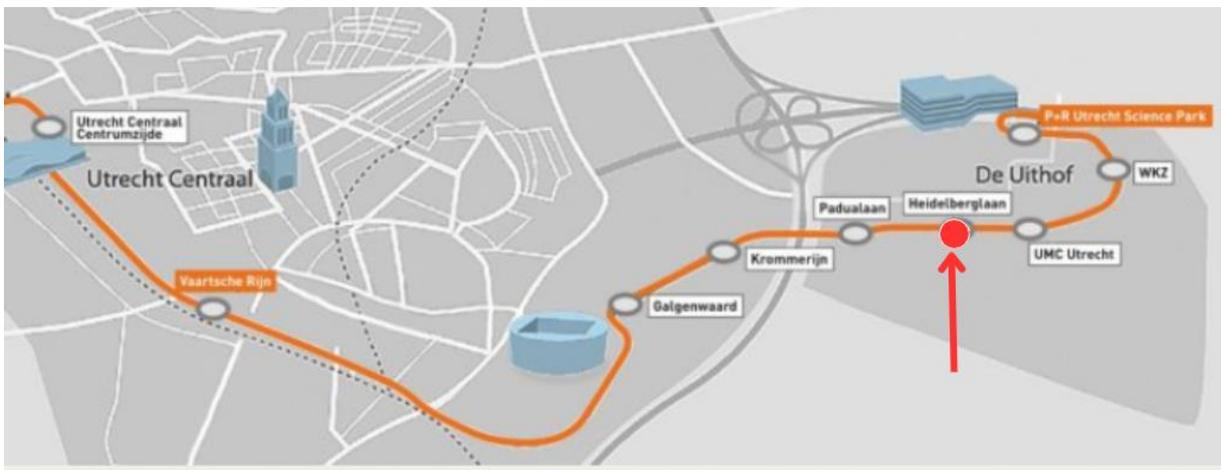 Utrecht Centraal
Centrumzijde
Utrecht Centraal
Vaartsche Rijn
Galgenwaard
Krommerijn
Padualaan
Heidelberglaan
UMC Utrecht
De Uithof
WKZ
P+R Utrecht Science Park